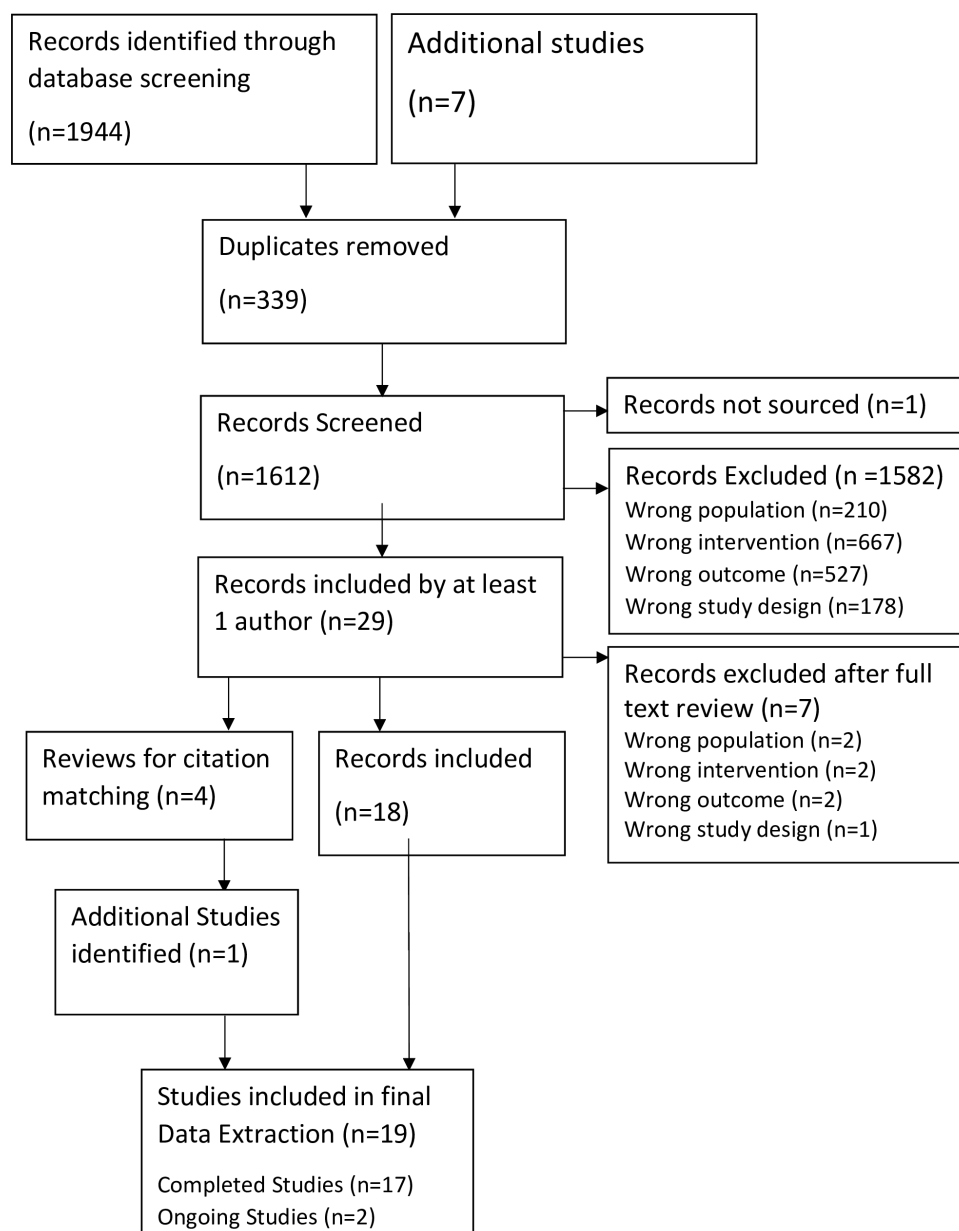 Records identified through
database screening
(n=1944)
Additional studies
(n=7)
Duplicates removed
(n=339)
Records Screened
(n=1612)
Records not sourced (n=1)
Records Excluded (n =1582)
Wrong population (n=210)
Wrong intervention (n=667)
Wrong outcome (n=527)
Wrong study design (n=178)
Records included by at least
1 author (n=29)
Records excluded after full
text review (n=7)
Wrong population (n=2)
Wrong intervention (n=2)
Wrong outcome (n=2)
Wrong study design (n=1)
Reviews for citation
matching (n=4)
Records included
(n=18)
Additional Studies
identified (n=1)
Studies included in final
Data Extraction (n=19)
Completed Studies (n=17)
Ongoing Studies (n=2)